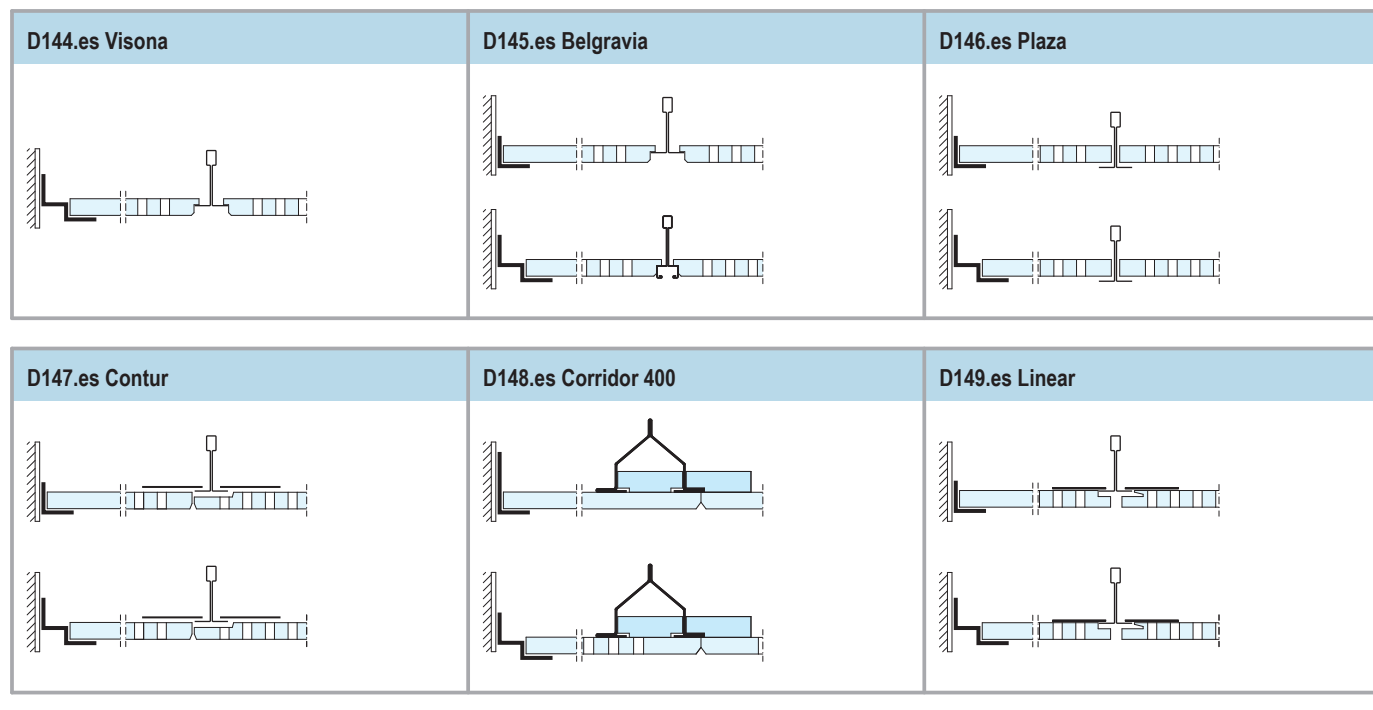 D144.es Visona
D145.es Belgravia
D146.es Plaza
D147.es Contur
D148.es Corridor 400
D149.es Linear